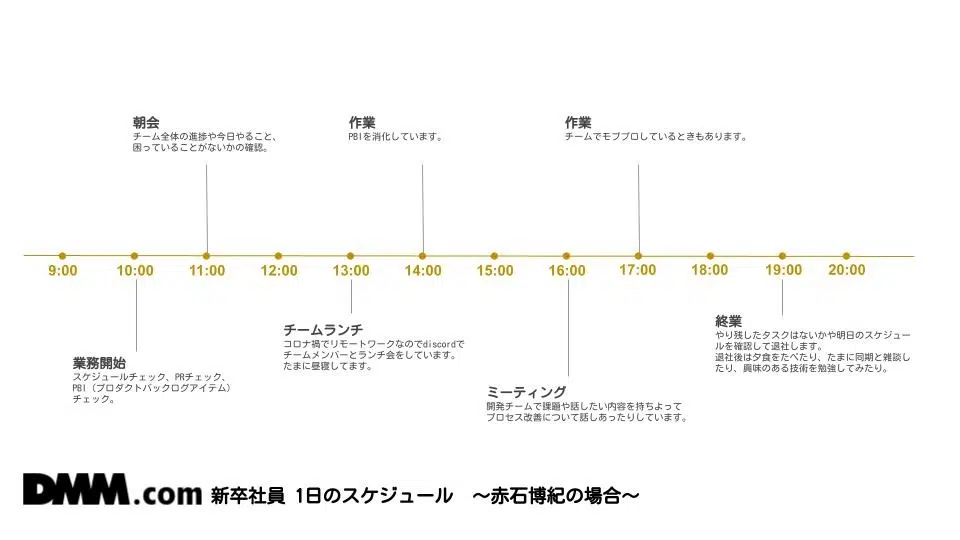 朝会
チーム全体の進捗や今日やること、
困っていることがないかの確認。
作業
PBIを消化しています。
作業
チームでモブプロしているときもあります。
9:00
10:00
11:00
12:00
13:00
14:00
15:00
16:00
17:00
18:00
19:00
20:00
業務開始
スケジュールチェック、PRチェック、
PBI（プロダクトバックログアイテム）
チェック。
チームランチ
コロナ禍でリモートワークなのでdiscordで
チームメンバーとランチ会をしています。
たまに昼寝してます。
ミーティング
開発チームで課題や話したい内容を持ちよって
プロセス改善について話しあったりしています。
終業
やり残したタスクはないかや明日のスケジュー
ルを確認して退社します。
退社後は夕食をたべたり、たまに同期と雑談し
たり、興味のある技術を勉強してみたり。
DMM.com 新卒社員 1日のスケジュール ～赤石博紀の場合～